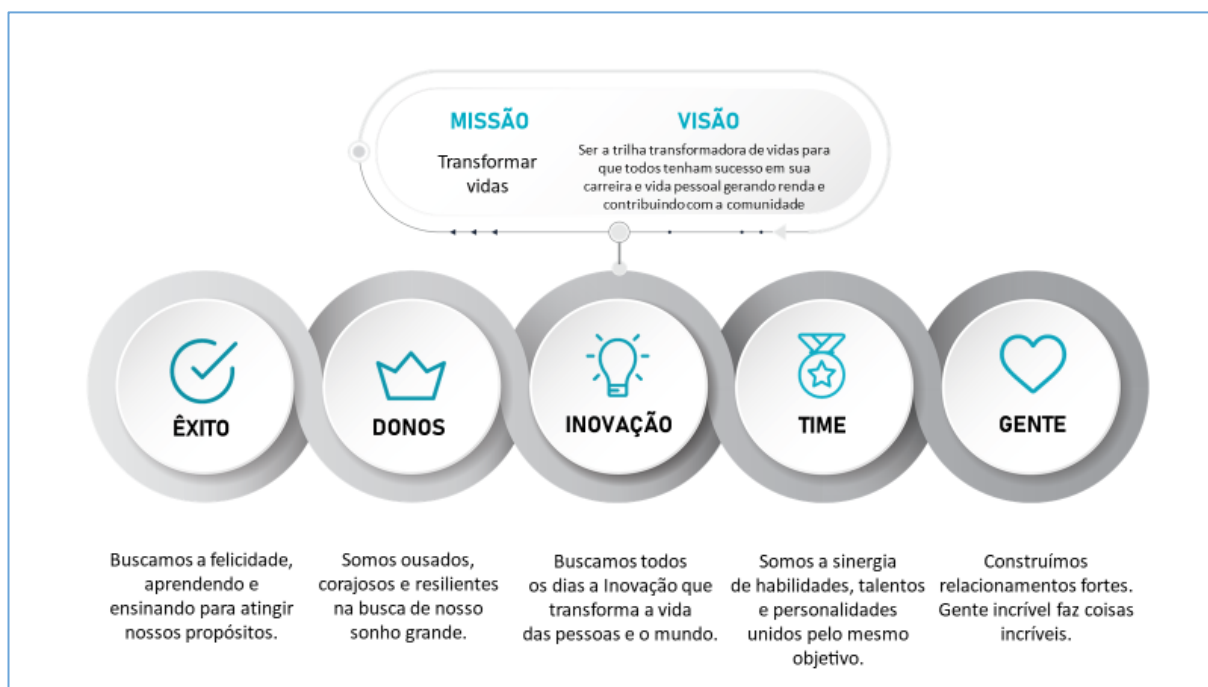 MISSÃO
Transformar
vidas
VISÃO
Ser a trilha transformadora de vidas para
que todos tenham sucesso em sua
carreira e vida pessoal gerando renda e
contribuindo com a comunidade
ÊXITO
Buscamos a felicidade,
aprendendo e
ensinando para atingir
nossos propósitos.
DONOS
Somos ousados,
corajosos e resilientes
na busca de nosso
sonho grande.
INOVAÇÃO
Buscamos todos
os dias a Inovação que
transforma a vida
das pessoas e o mundo.
TIME
Somos a sinergia
de habilidades, talentos
e personalidades
unidos pelo mesmo
objetivo.
GENTE
Construímos
relacionamentos fortes.
Gente incrível faz coisas
incríveis.